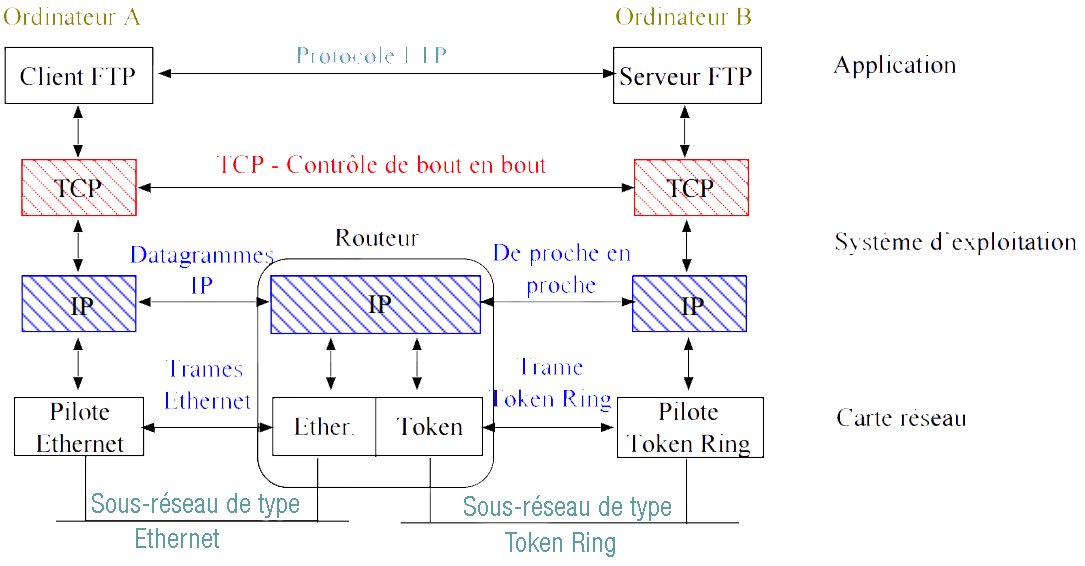 Ordinateur A
Ordinateur B
Protocole FTP
Client FTP
Serveur FTP
Application
TCP - Contrôle de bout en bout
TCP
TCP
Routeur
Système d'exploitation
Datagrammes
IP
De proche en
proche
IP
IP
IP
Trames
Ethernet
Trame
Token Ring
Pilote
Ethernet
Ether.
Token
Pilote
Token Ring
Carte réseau
Sous-réseau de type
Ethernet
Sous-réseau de type
Token Ring